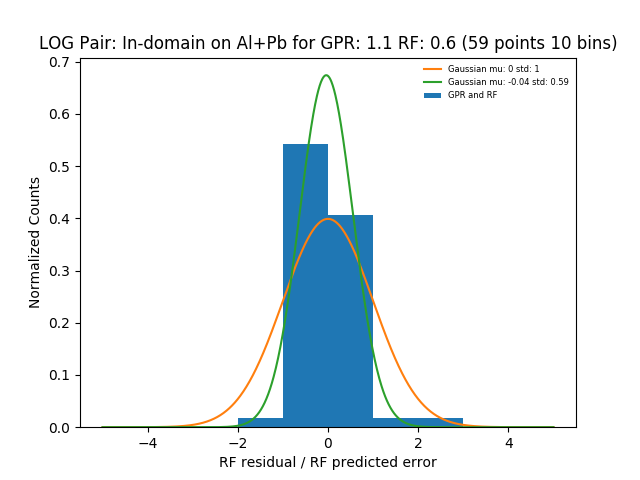 LOG Pair: In-domain on Al+Pb for GPR: 1.1 RF: 0.6 (59 points 10 bins)
Gaussian mu: 0 std: 1
Gaussian mu: -0.04 std: 0.59
GPR and RF
Normalized Counts
0.7
0.6
0.5
0.4
0.3
0.2
0.1
0.0
−4 −2 0 2 4
RF residual / RF predicted error